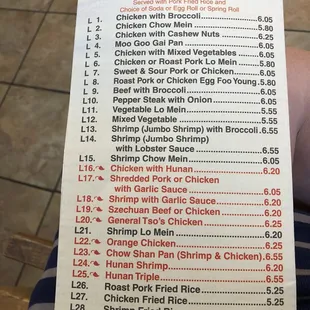 Served with Pork Fried Rice and
Choice of Soda or Egg Roll or Spring Roll
L 1. Chicken with Broccoli 6.05
L 2. Chicken Chow Mein 5.80
L 3. Chicken with Cashew Nuts 6.25
L 4. Moo Goo Gai Pan 6.05
L 5. Chicken with Mixed Vegetables 6.05
L 6. Chicken or Roast Pork Lo Mein 5.80
L 7. Sweet & Sour Pork or Chicken 6.05
L 8. Roast Pork or Chicken Egg Foo Young 5.80
L 9. Beef with Broccoli 6.20
L10. Pepper Steak with Onion 6.20
L11. Vegetable Lo Mein 5.55
L12. Mixed Vegetable 5.55
L13. Shrimp (Jumbo Shrimp) with Broccoli 6.55
L14. Shrimp (Jumbo Shrimp)
with Lobster Sauce 6.55
L15. Shrimp Chow Mein 6.20
L16. Chicken with Hunan 6.20
L17. Shredded Pork or Chicken
with Garlic Sauce 6.05
L18. Shrimp with Garlic Sauce 6.55
L19. Szechuan Beef or Chicken 6.20
L20. General Tso's Chicken 6.25
L21. Shrimp Lo Mein 6.20
L22. Orange Chicken 6.25
L23. Chow Shan Pan (Shrimp & Chicken) 6.55
L24. Hunan Shrimp 6.20
L25. Hunan Triple 6.55
L26. Roast Pork Fried Rice 5.25
L27. Chicken Fried Rice 5.25
L28